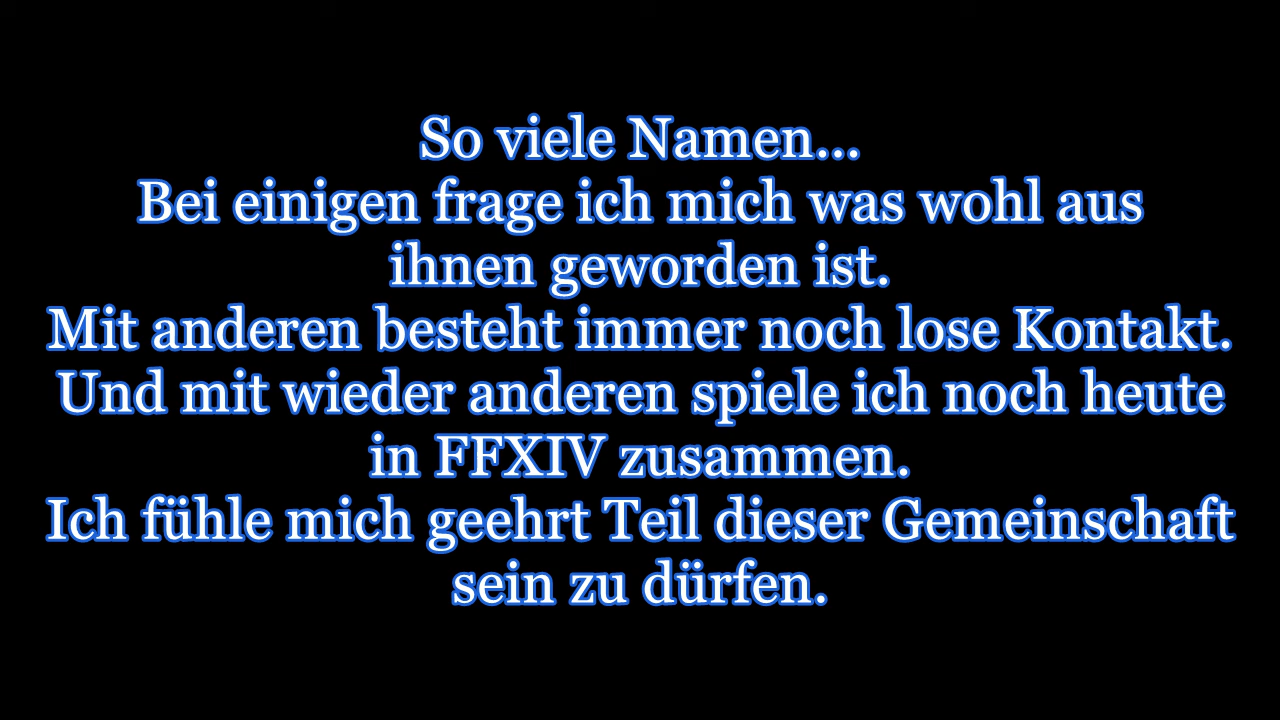 So viele Namen...
Bei einigen frage ich mich was wohl aus
ihnen geworden ist.
Mit anderen besteht immer noch lose Kontakt.
Und mit wieder anderen spiele ich noch heute
in FFXIV zusammen.
Ich fühle mich geehrt Teil dieser Gemeinschaft
sein zu dürfen.